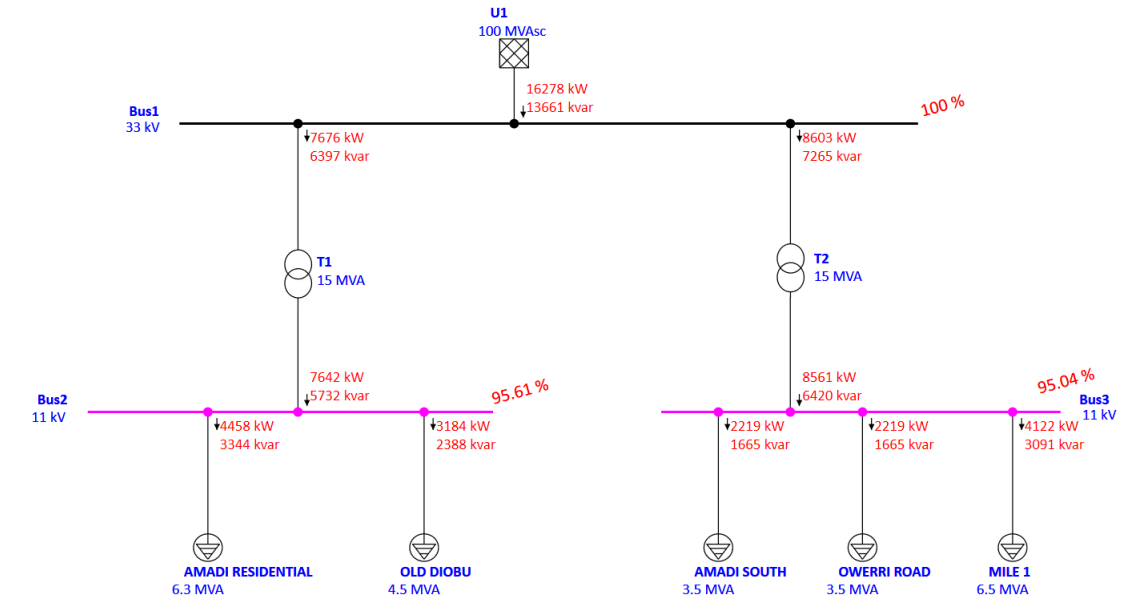 U1
100 MVAsc
16278 kW
13661 kvar
100 %
Bus1
33 kV
7676 kW
6397 kvar
8603 kW
7265 kvar
T1
15 MVA
T2
15 MVA
7642 kW
5732 kvar
95.61 %
8561 kW
6420 kvar
95.04 %
Bus2
11 kV
Bus3
11 kV
4458 kW
3344 kvar
3184 kW
2388 kvar
2219 kW
1665 kvar
2219 kW
1665 kvar
4122 kW
3091 kvar
AMADI RESIDENTIAL
6.3 MVA
OLD DIOBU
4.5 MVA
AMADI SOUTH
3.5 MVA
OWERRI ROAD
3.5 MVA
MILE 1
6.5 MVA